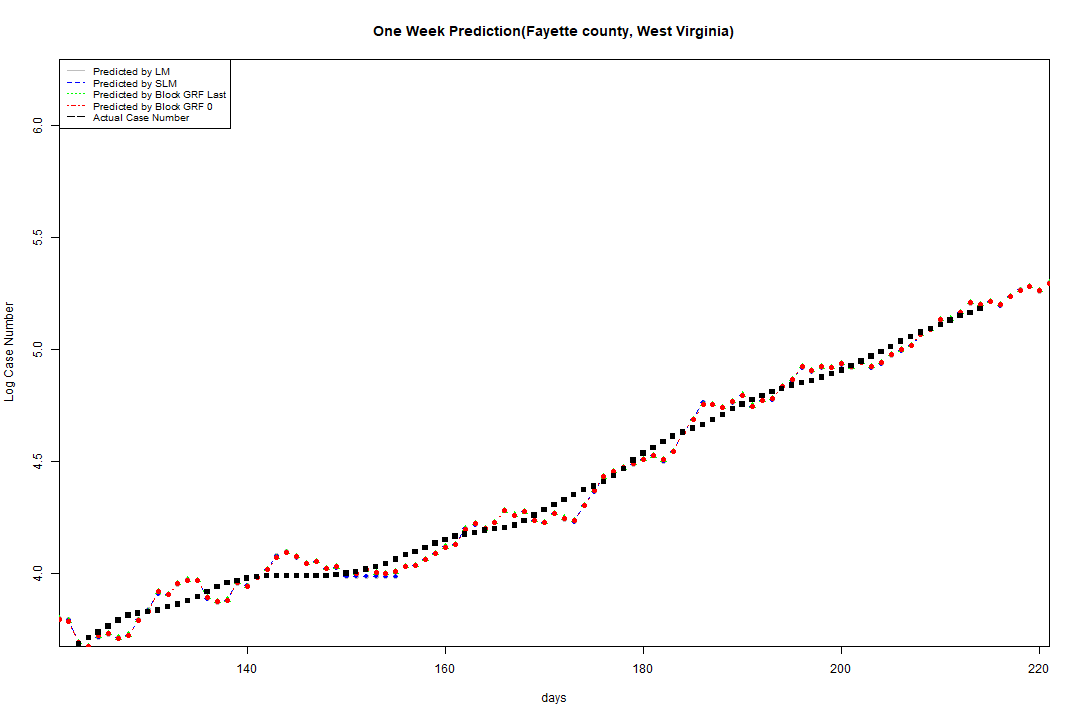 One Week Prediction(Fayette county, West Virginia)
Predicted by LM
Predicted by SLM
Predicted by Block GRF Last
Predicted by Block GRF 0
Actual Case Number
6.0
5.5
5.0
4.5
4.0
Log Case Number
140 160 180 200 220
days